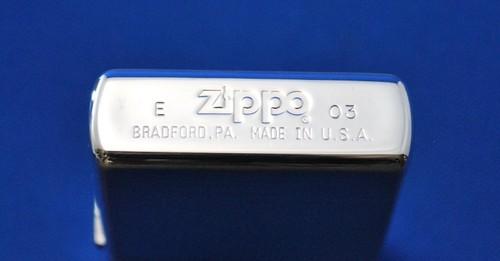 E Zippo® 03
BRADFORD, PA. MADE IN U.S.A.